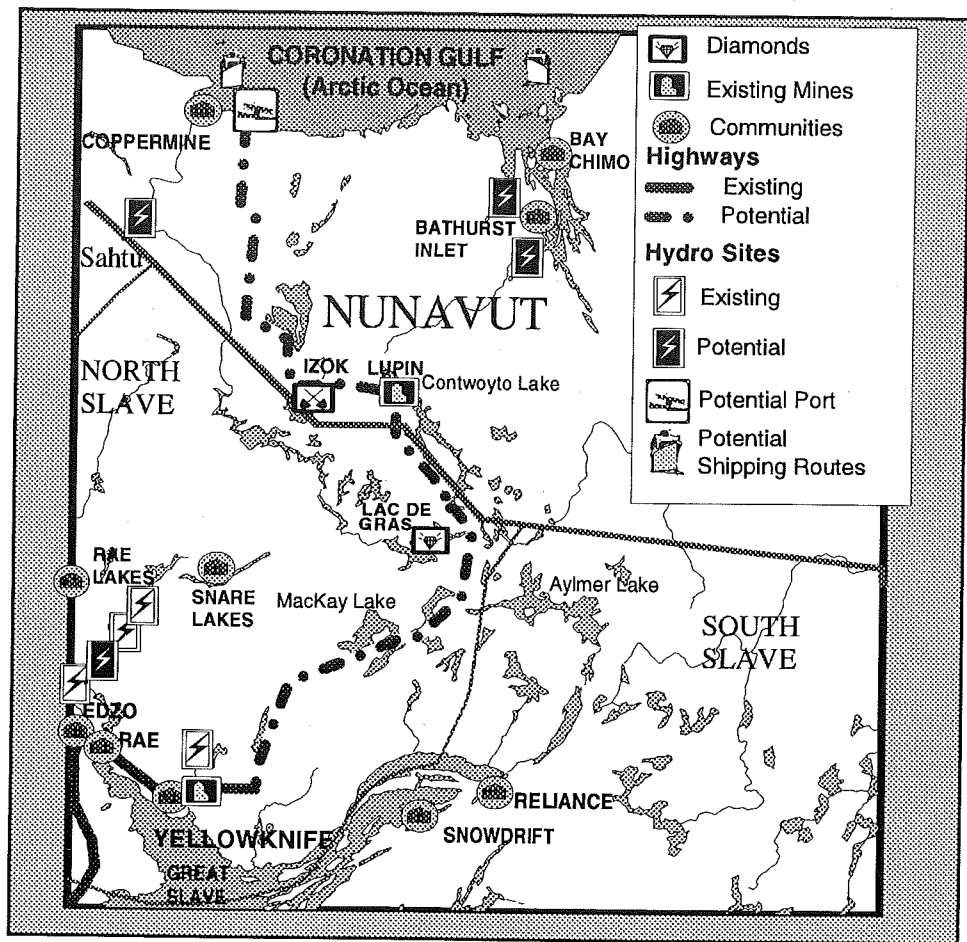 CORONATION GULF
(Arctic Ocean)
COPPERMINE
BAY
CHIMO
BATHURST
INLET
Sahtu
NUNAVUT
NORTH
SLAVE
IZOK
LUPIN
Contwoyto Lake
LAC DE
GRAS
RAE
LAKES
SNARE
LAKES
MacKay Lake
Aylmer Lake
SOUTH
SLAVE
EDZO
RAE
YELLOWKNIFE
GREAT
SLAVE
RELIANCE
SNOWDRIFT
Diamonds
Existing Mines
Communities
Highways
Existing
Potential
Hydro Sites
Existing
Potential
Potential Port
Potential
Shipping Routes